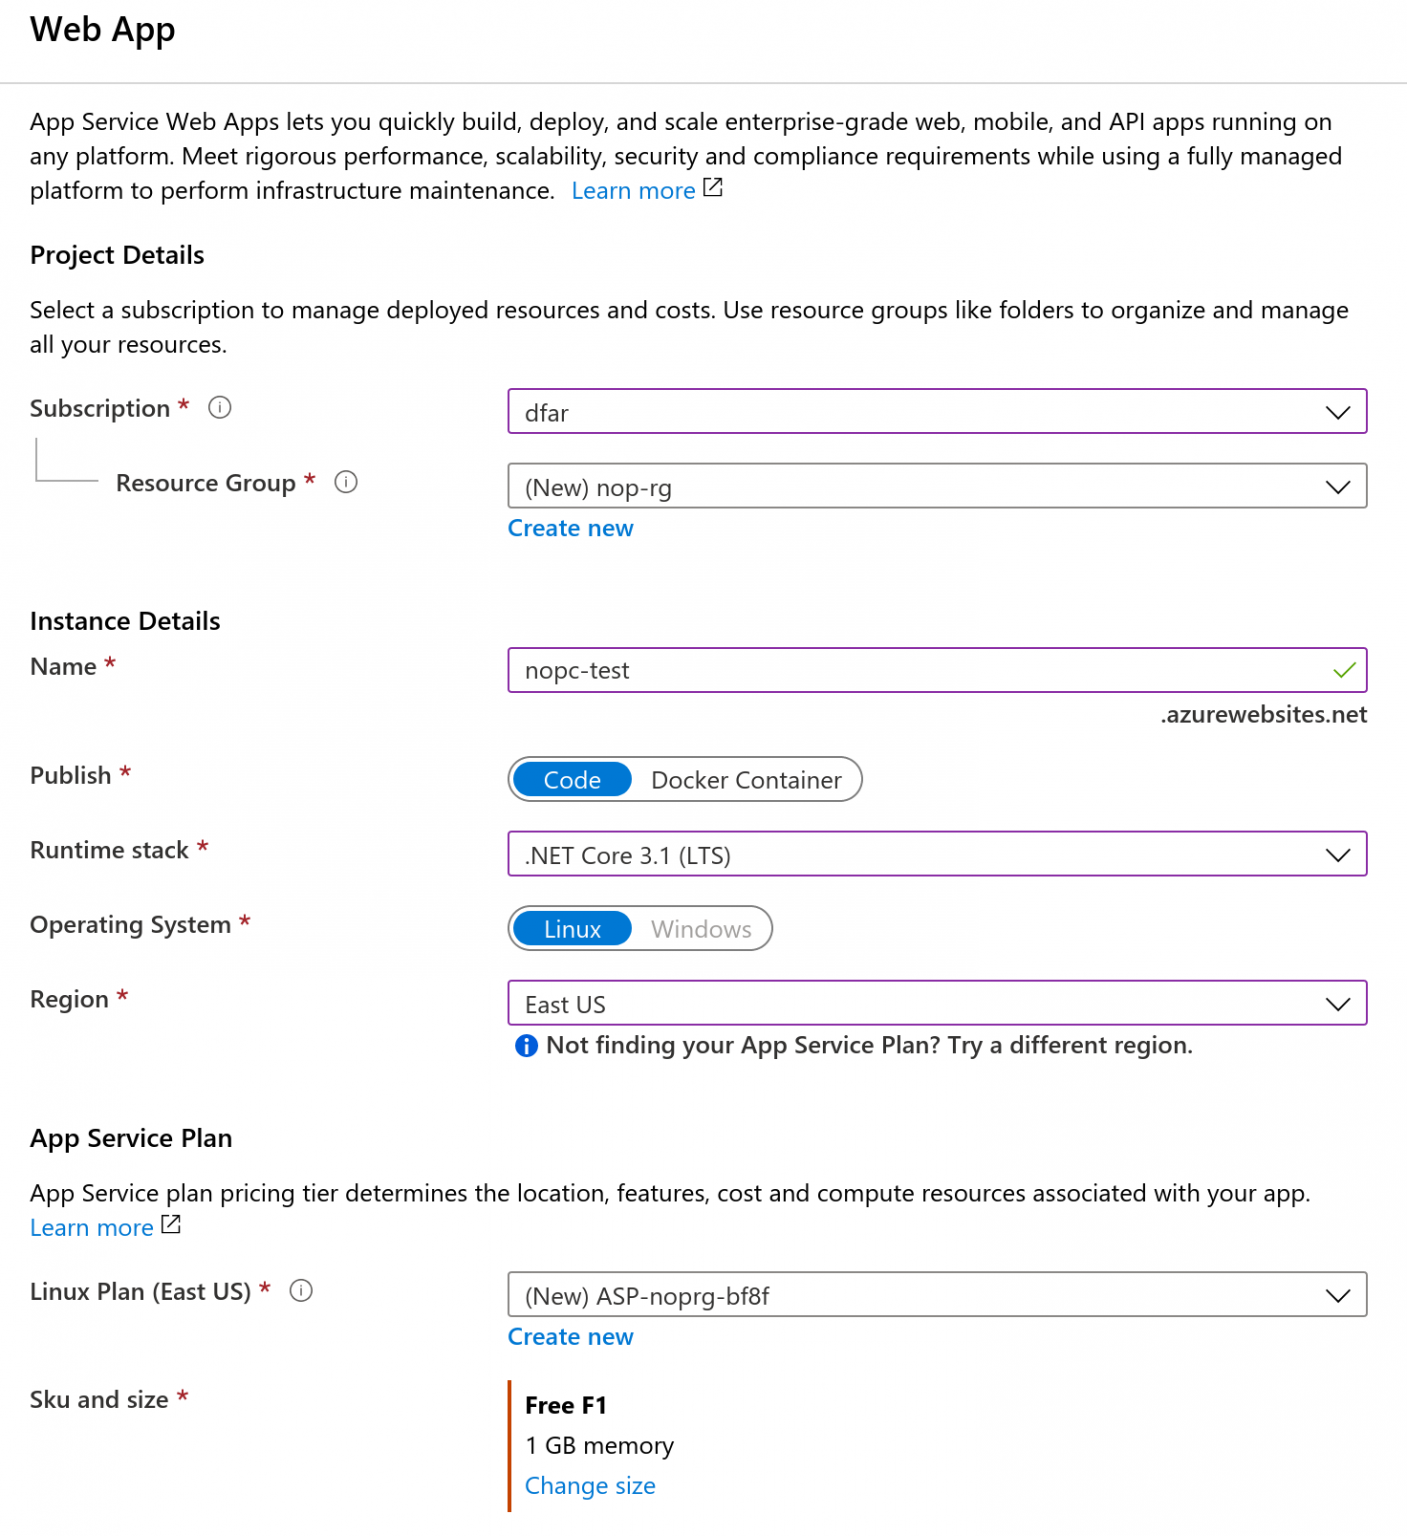 Web App
App Service Web Apps lets you quickly build, deploy, and scale enterprise-grade web, mobile, and API apps running on
any platform. Meet rigorous performance, scalability, security and compliance requirements while using a fully managed
platform to perform infrastructure maintenance. Learn more
Project Details
Select a subscription to manage deployed resources and costs. Use resource groups like folders to organize and manage
all your resources.
Subscription * dfar
Resource Group * (New) nop-rg
Create new
Instance Details
Name * nopc-test
.azurewebsites.net
Publish * Code Docker Container
Runtime stack * .NET Core 3.1 (LTS)
Operating System * Linux Windows
Region * East US
Not finding your App Service Plan? Try a different region.
App Service Plan
App Service plan pricing tier determines the location, features, cost and compute resources associated with your app.
Learn more
Linux Plan (East US) * (New) ASP-noprg-bf8f
Create new
Sku and size * Free F1
1 GB memory
Change size